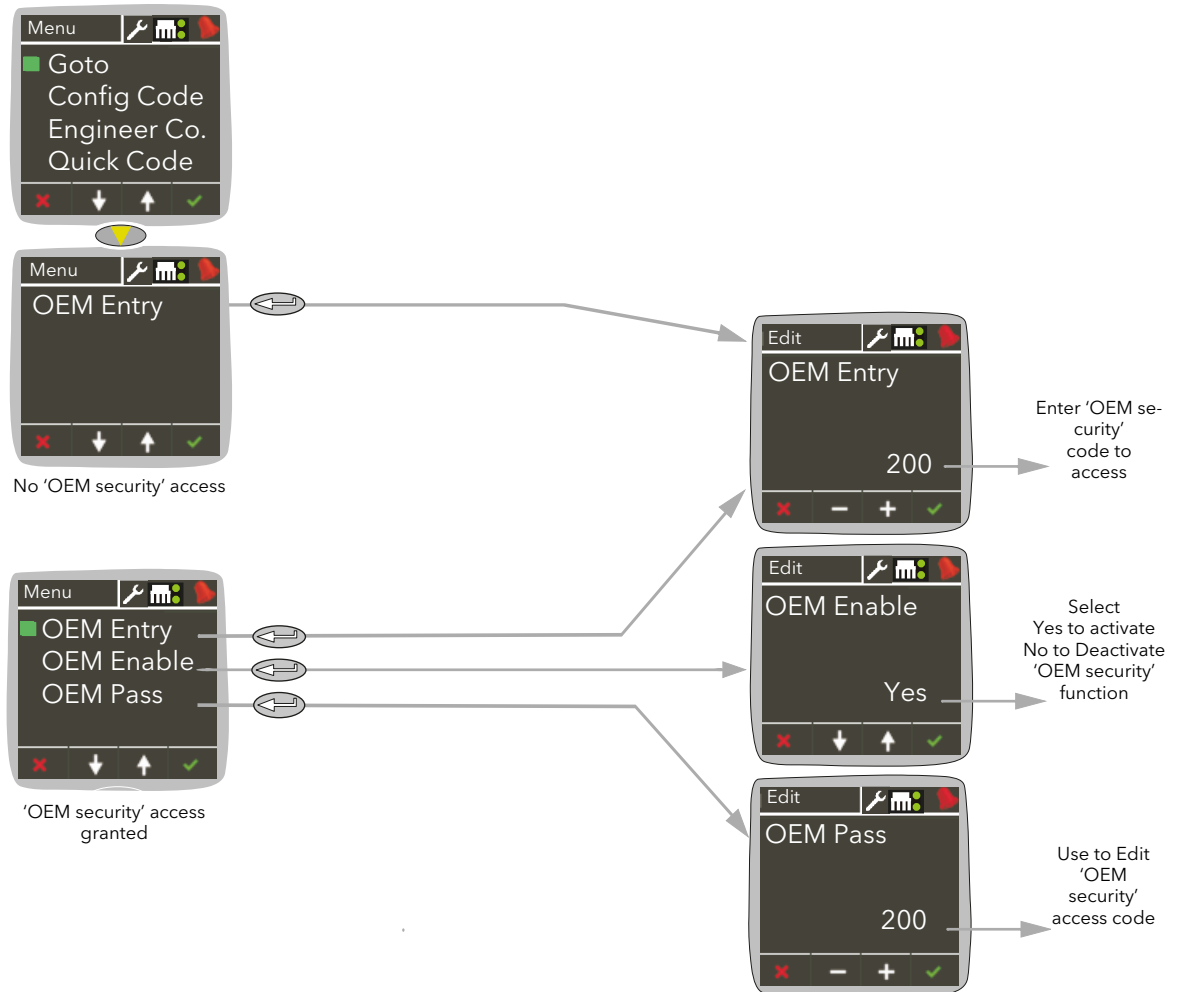 Menu
Goto
Config Code
Engineer Co.
Quick Code
Menu
OEM Entry
No ‘OEM security’ access
Edit
OEM Entry
200
Enter ‘OEM se-
curity’
code to
access
Menu
OEM Entry
OEM Enable
OEM Pass
‘OEM security’ access
granted
Edit
OEM Enable
Yes
Select
Yes to activate
No to Deactivate
‘OEM security’
function
Edit
OEM Pass
200
Use to Edit
‘OEM
security’
access code